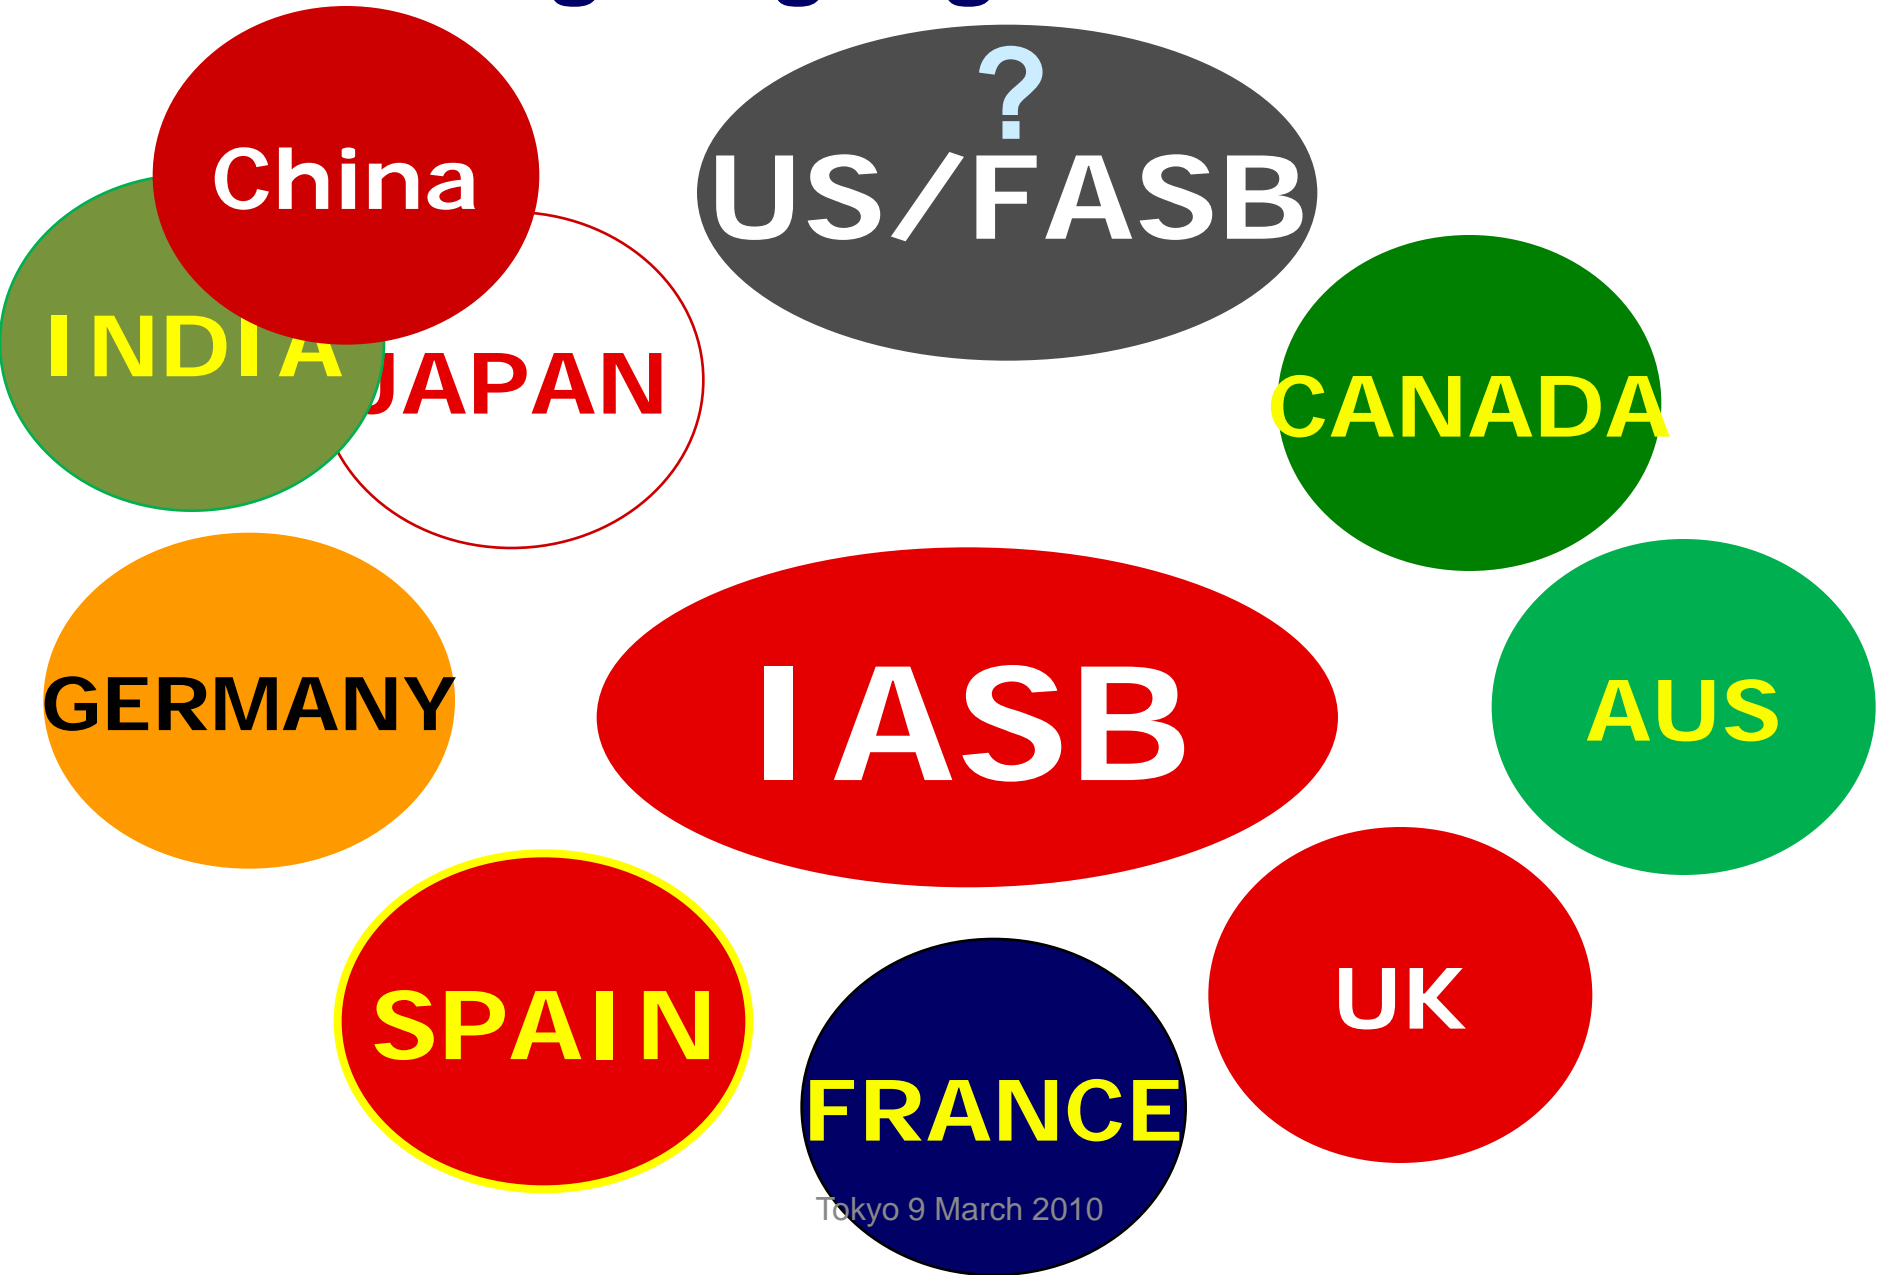 ?
US/FASB
China
INDIA
JAPAN
CANADA
GERMANY
IASB
AUS
SPAIN
UK
FRANCE
Tokyo 9 March 2010